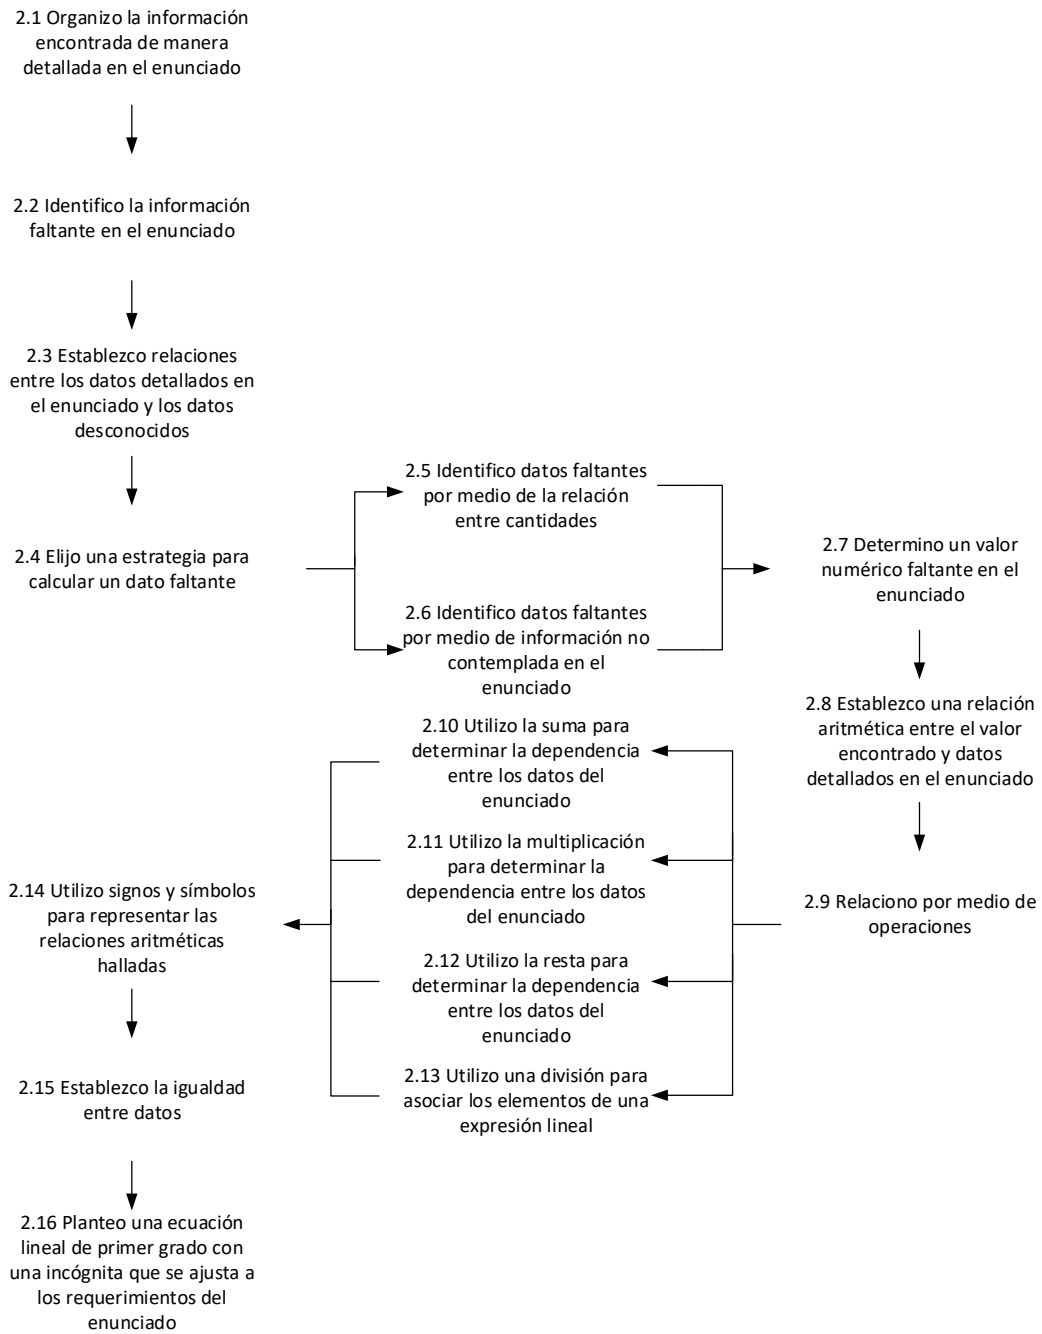 2.1 Organizo la información
encontrada de manera
detallada en el enunciado
2.2 Identifico la información
faltante en el enunciado
2.3 Establezco relaciones
entre los datos detallados en
el enunciado y los datos
desconocidos
2.4 Elijo una estrategia para
calcular un dato faltante
2.5 Identifico datos faltantes
por medio de la relación
entre cantidades
2.6 Identifico datos faltantes
por medio de información no
contemplada en el
enunciado
2.7 Determino un valor
numérico faltante en el
enunciado
2.8 Establezco una relación
aritmética entre el valor
encontrado y datos
detallados en el enunciado
2.9 Relaciono por medio de
operaciones
2.10 Utilizo la suma para
determinar la dependencia
entre los datos del
enunciado
2.11 Utilizo la multiplicación
para determinar la
dependencia entre los datos
del enunciado
2.12 Utilizo la resta para
determinar la dependencia
entre los datos del
enunciado
2.13 Utilizo una división para
asociar los elementos de una
expresión lineal
2.14 Utilizo signos y símbolos
para representar las
relaciones aritméticas
halladas
2.15 Establezco la igualdad
entre datos
2.16 Planteo una ecuación
lineal de primer grado con
una incógnita que se ajusta a
los requerimientos del
enunciado